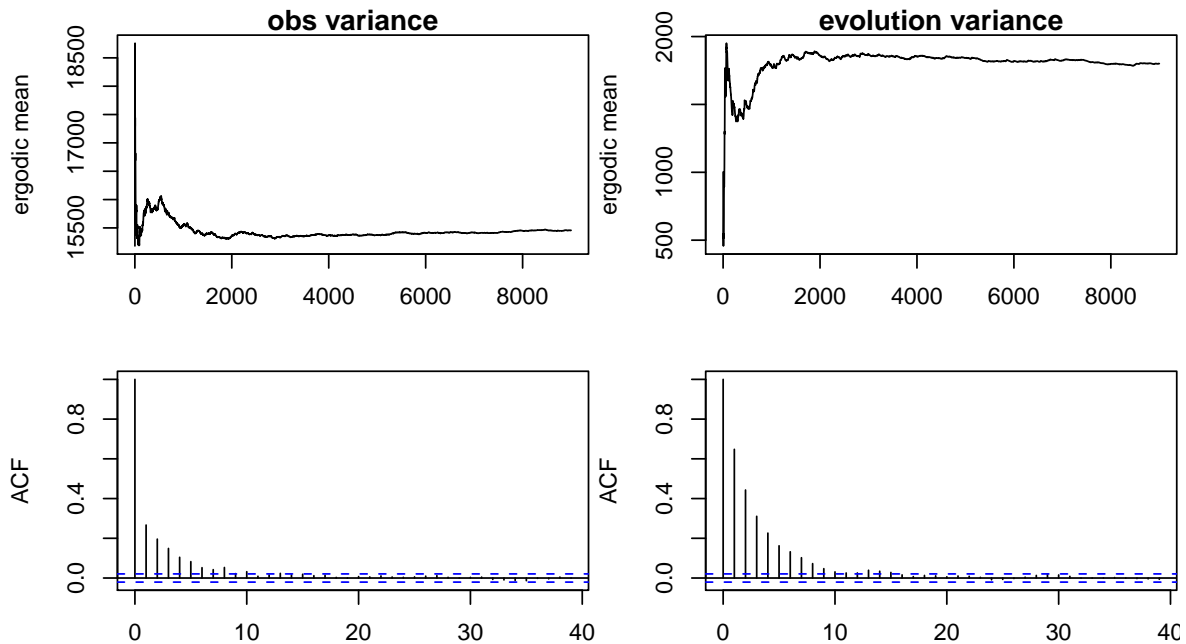 obs variance
evolution variance
ergodic mean
15500 17000 18500
0 2000 4000 6000 8000
ergodic mean
500 1000 2000
0 2000 4000 6000 8000
ACF
0.0 0.4 0.8
0 10 20 30 40
ACF
0.0 0.4 0.8
0 10 20 30 40